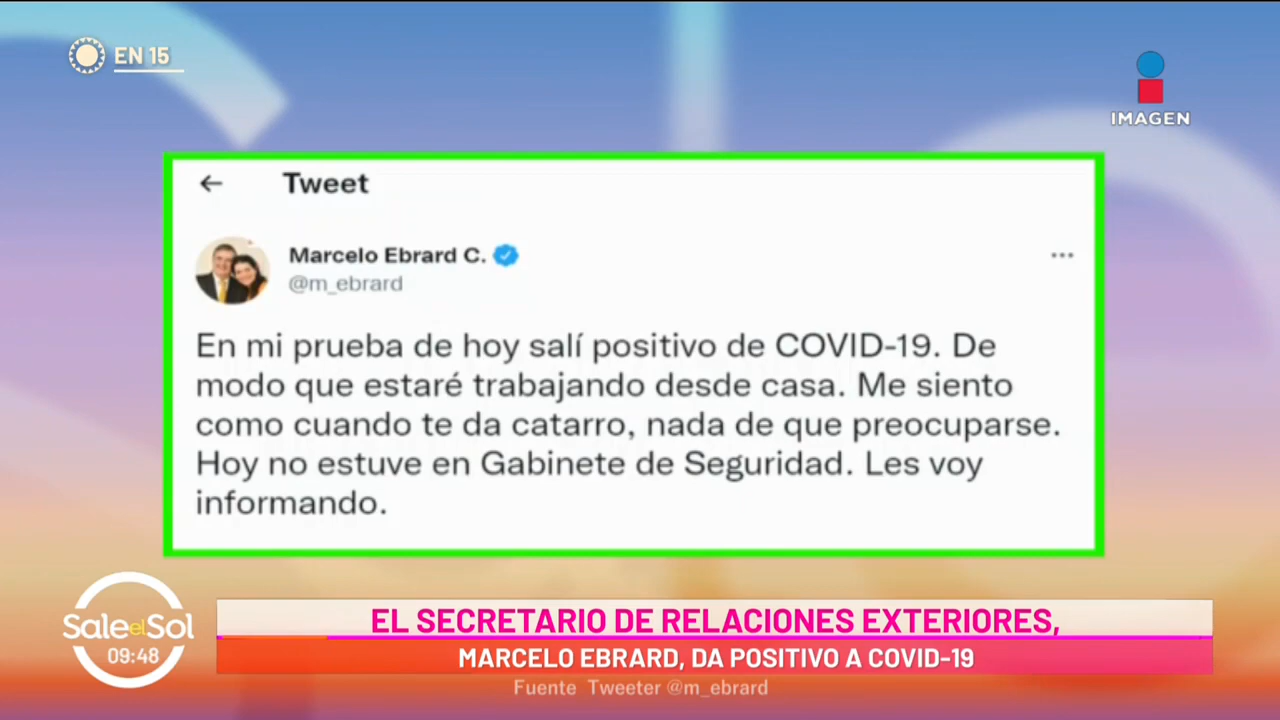 EN 15
IMAGEN
Tweet
Marcelo Ebrard C.
@m_ebrard
En mi prueba de hoy salí positivo de COVID-19. De
modo que estaré trabajando desde casa. Me siento
como cuando te da catarro, nada de que preocuparse.
Hoy no estuve en Gabinete de Seguridad. Les voy
informando.
Sale el Sol
09:48
EL SECRETARIO DE RELACIONES EXTERIORES,
MARCELO EBRARD, DA POSITIVO A COVID-19
Fuente Tweeter @m_ebrard